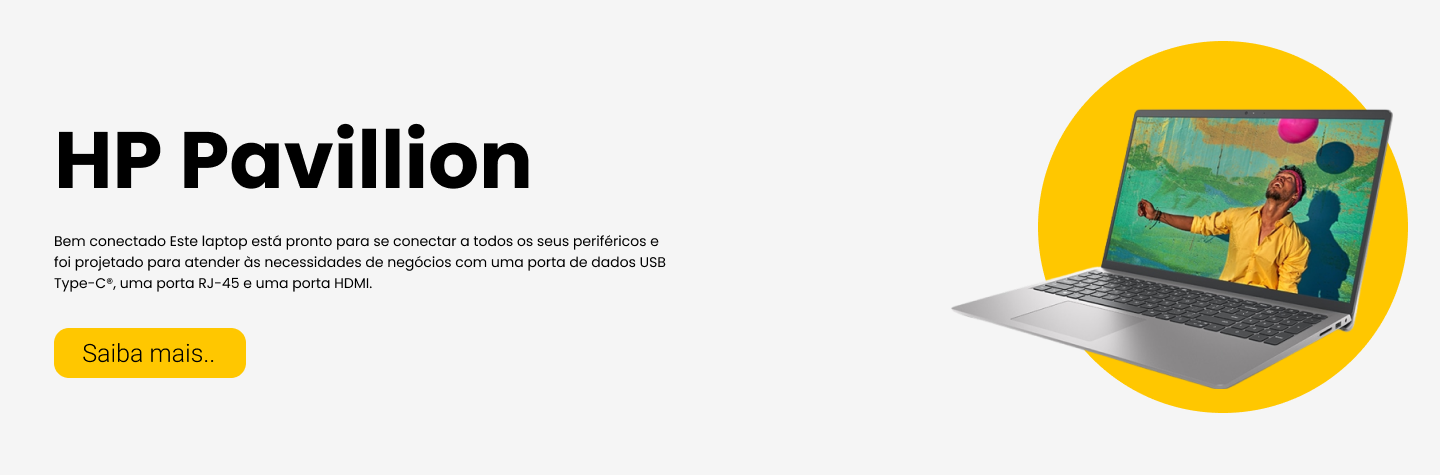 HP Pavillion
Bem conectado Este laptop está pronto para se conectar a todos os seus periféricos e
foi projetado para atender às necessidades de negócios com uma porta de dados USB
Type-C®, uma porta RJ-45 e uma porta HDMI.
Saiba mais..